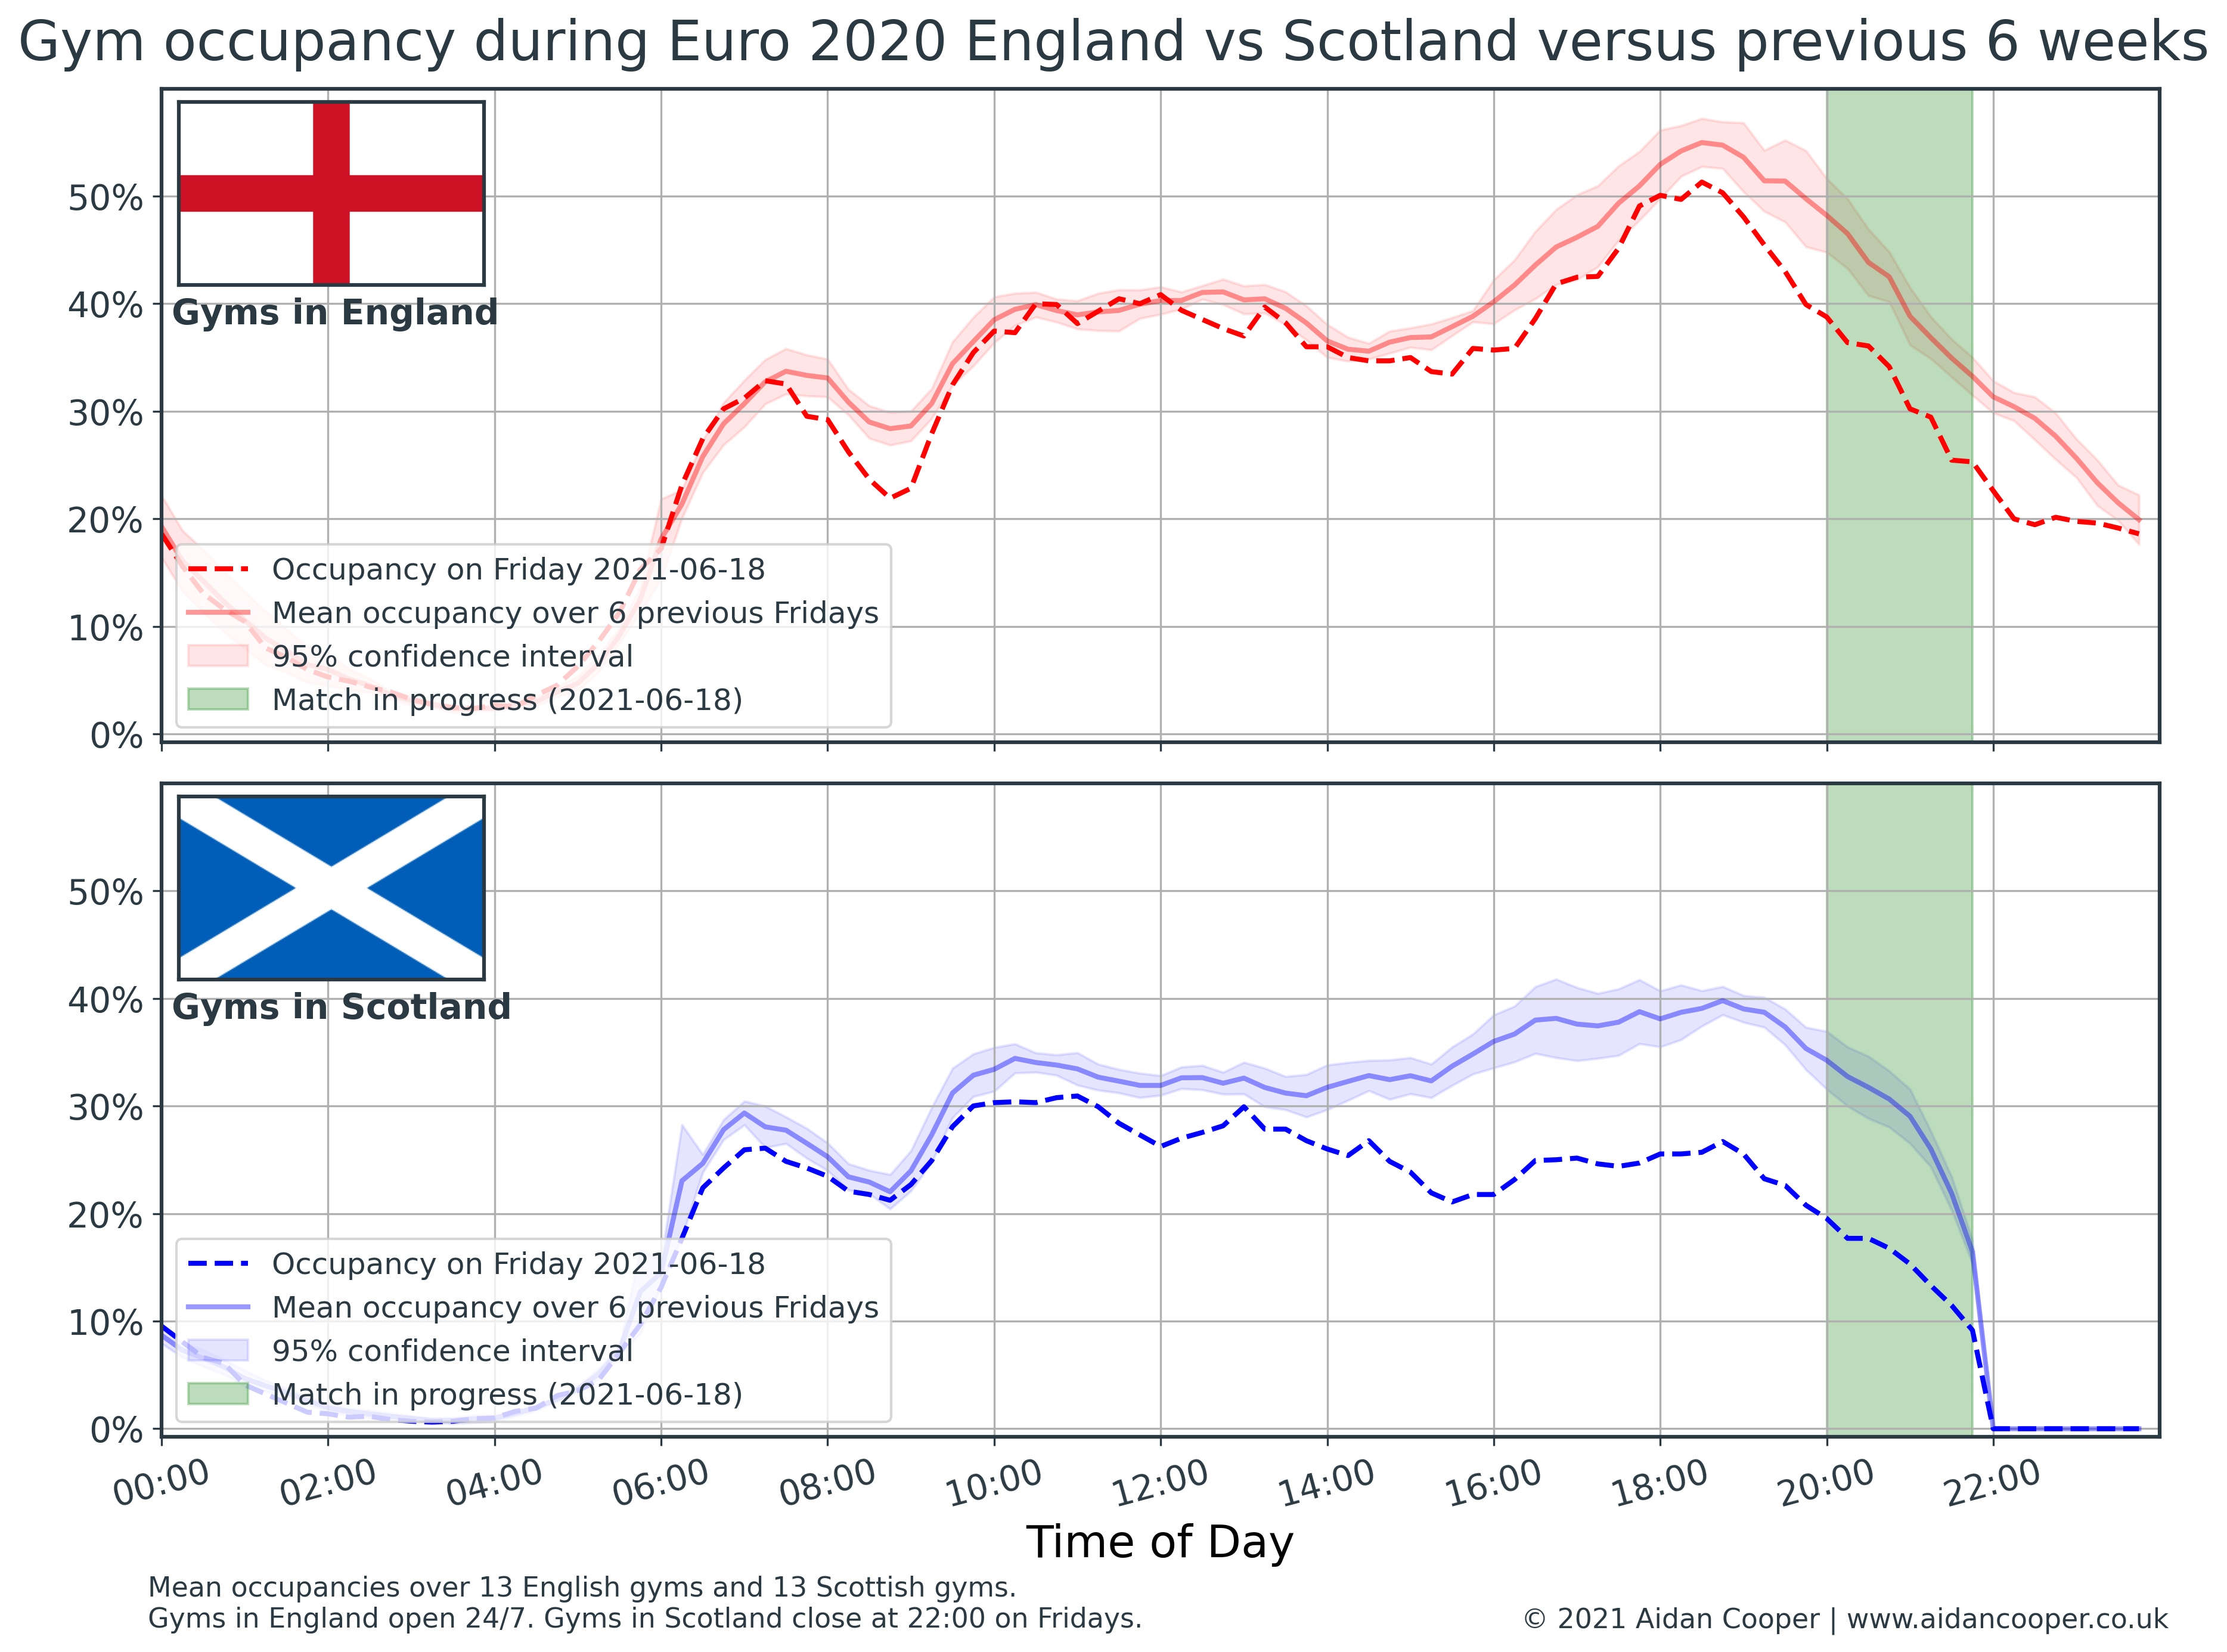 Gym occupancy during Euro 2020 England vs Scotland versus previous 6 weeks
50%
40%
30%
20%
10%
0%
Gyms in England
Occupancy on Friday 2021-06-18
Mean occupancy over 6 previous Fridays
95% confidence interval
Match in progress (2021-06-18)
50%
40%
30%
20%
10%
0%
Gyms in Scotland
Occupancy on Friday 2021-06-18
Mean occupancy over 6 previous Fridays
95% confidence interval
Match in progress (2021-06-18)
00:00 02:00 04:00 06:00 08:00 10:00 12:00 14:00 16:00 18:00 20:00 22:00
Time of Day
Mean occupancies over 13 English gyms and 13 Scottish gyms.
Gyms in England open 24/7. Gyms in Scotland close at 22:00 on Fridays.
© 2021 Aidan Cooper | www.aidancooper.co.uk